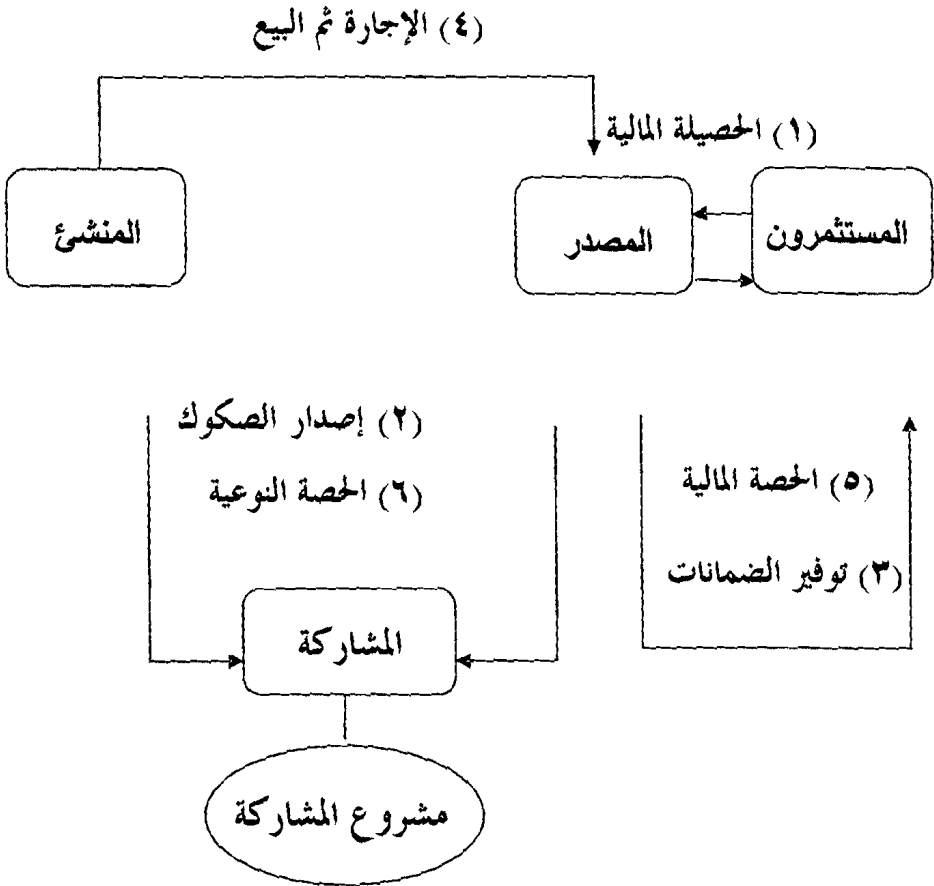 (٤) الإجارة ثم البيع
(١) الحصيلة المالية
المستثمرون
المصدر
المنشئ
(٢) إصدار الصكوك
(٦) الحصة النوعية
(٥) الحصة المالية
(٣) توفير الضمانات
المشاركة
مشروع المشاركة